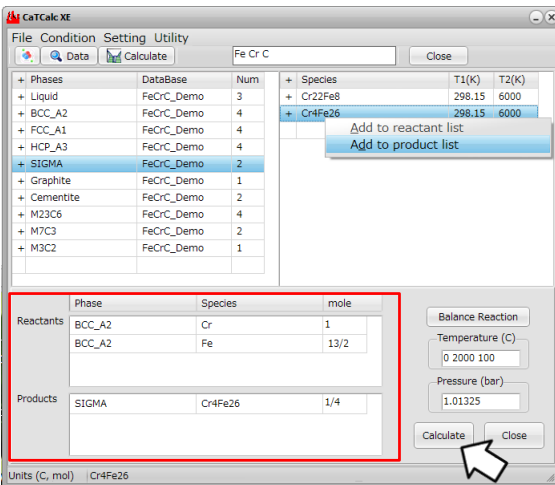 CaTCalc XE
File Condition Setting Utility
Data Calculate Fe Cr C Close
+ Phases DataBase Num
+ Liquid FeCrC_Demo 3
+ BCC_A2 FeCrC_Demo 4
+ FCC_A1 FeCrC_Demo 4
+ HCP_A3 FeCrC_Demo 4
+ SIGMA FeCrC_Demo 2
+ Graphite FeCrC_Demo 1
+ Cementite FeCrC_Demo 2
+ M23C6 FeCrC_Demo 4
+ M7C3 FeCrC_Demo 2
+ M3C2 FeCrC_Demo 1
+ Species T1(K) T2(K)
+ Cr22Fe8 298.15 6000
+ Cr4Fe26 298.15 6000
Add to reactant list
Add to product list
Phase Species mole
Reactants
BCC_A2 Cr 1
BCC_A2 Fe 13/2
Products
SIGMA Cr4Fe26 1/4
Balance Reaction
Temperature (C)
0 2000 100
Pressure (bar)
1.01325
Calculate Close
Units (C, mol) Cr4Fe26